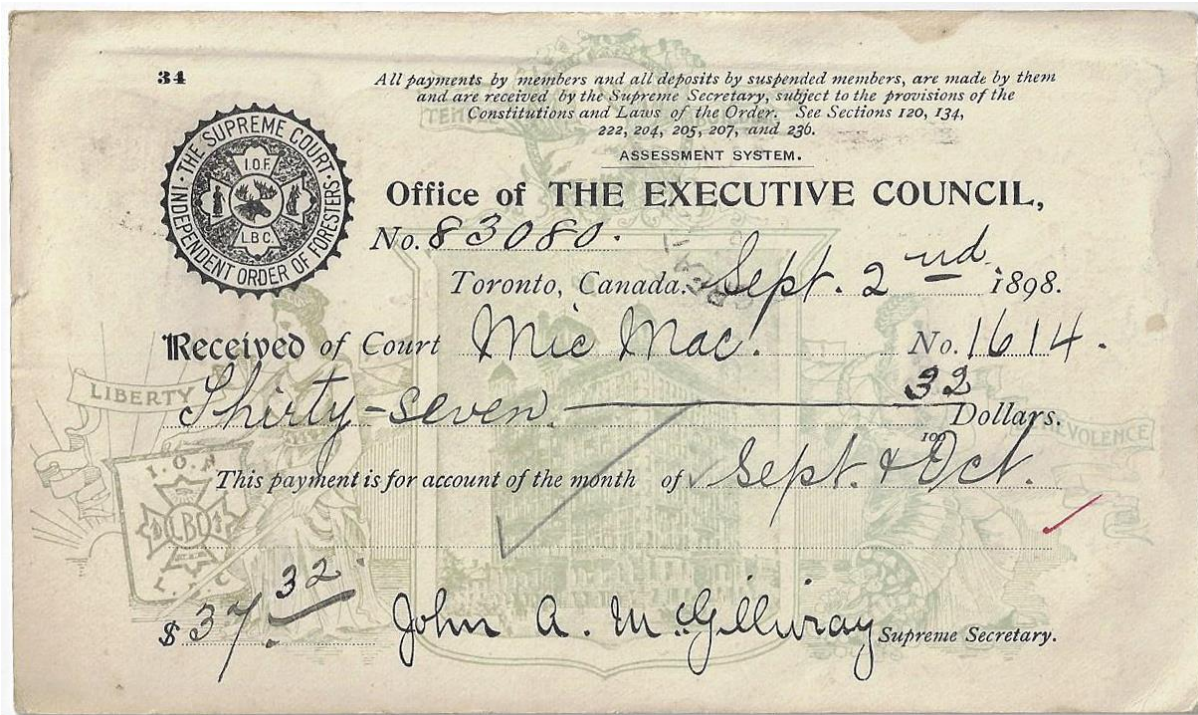 34
All payments by members and all deposits by suspended members, are made by them
and are received by the Supreme Secretary, subject to the provisions of the
Constitutions and Laws of the Order. See Sections 120, 134,
222, 204, 205, 207, and 236.
ASSESSMENT SYSTEM.
· THE SUPREME COURT · INDEPENDENT ORDER OF FORESTERS
I.O.F.
L.B.C.
Office of THE EXECUTIVE COUNCIL,
No. 83080.
Toronto, Canada. Sept. 2nd 1898.
Received of Court Mic Mac. No. 1614.
LIBERTY
Thirty-seven 32/100 Dollars.
BENEVOLENCE
I.O.F
This payment is for account of the month of Sept. & Oct.
LBC
$ 37.32 John A. McGillivray Supreme Secretary.